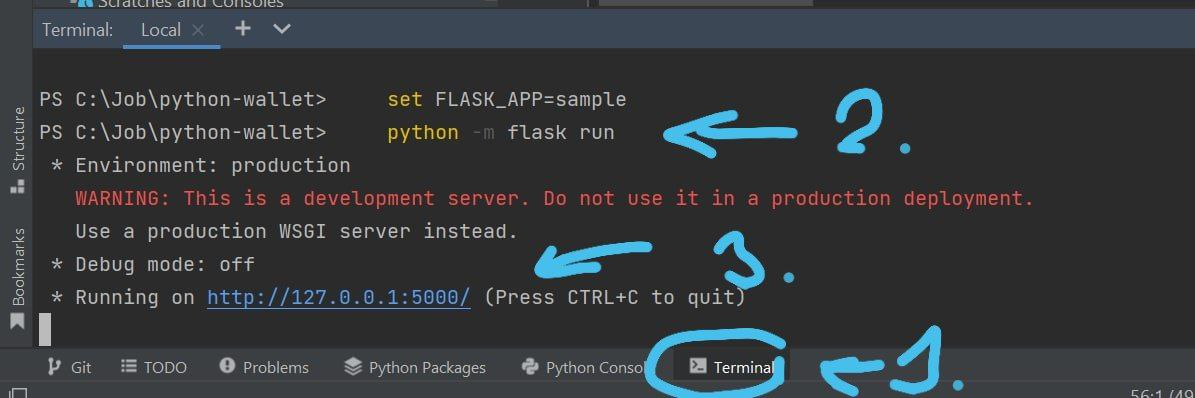 Scratches and Consoles
Terminal: Local × + 
PS C:\Job\python-wallet> set FLASK_APP=sample
PS C:\Job\python-wallet> python -m flask run
2.
* Environment: production
WARNING: This is a development server. Do not use it in a production deployment.
Use a production WSGI server instead.
* Debug mode: off
3.
* Running on http://127.0.0.1:5000/ (Press CTRL+C to quit)
Structure
Bookmarks
Git TODO Problems Python Packages Python Conso Terminal
1.
56:1 (49